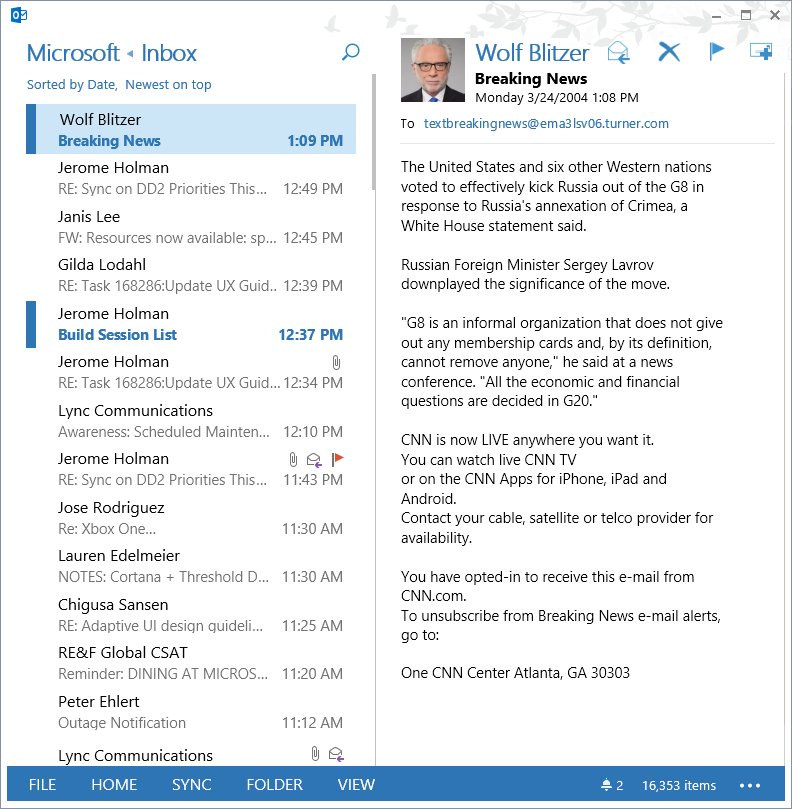 Microsoft Inbox
Sorted by Date, Newest on top
Wolf Blitzer
Breaking News 1:09 PM
Jerome Holman
RE: Sync on DD2 Priorities This... 12:49 PM
Janis Lee
FW: Resources now available: sp... 12:45 PM
Gilda Lodahl
RE: Task 168286:Update UX Guid.. 12:39 PM
Jerome Holman
Build Session List 12:37 PM
Jerome Holman
RE: Task 168286:Update UX Guid... 12:34 PM
Lync Communications
Awareness: Scheduled Mainten... 12:10 PM
Jerome Holman
RE: Sync on DD2 Priorities This... 11:43 PM
Jose Rodriguez
Re: Xbox One... 11:30 AM
Lauren Edelmeier
NOTES: Cortana + Threshold D... 11:30 AM
Chigusa Sansen
RE: Adaptive UI design guideli... 11:25 AM
RE&F Global CSAT
Reminder: DINING AT MICROS... 11:20 AM
Peter Ehlert
Outage Notification 11:12 AM
Lync Communications
Wolf Blitzer
Breaking News
Monday 3/24/2004 1:08 PM
To textbreakingnews@ema3lsv06.turner.com
The United States and six other Western nations
voted to effectively kick Russia out of the G8 in
response to Russia's annexation of Crimea, a
White House statement said.
Russian Foreign Minister Sergey Lavrov
downplayed the significance of the move.
"G8 is an informal organization that does not give
out any membership cards and, by its definition,
cannot remove anyone," he said at a news
conference. "All the economic and financial
questions are decided in G20."
CNN is now LIVE anywhere you want it.
You can watch live CNN TV
or on the CNN Apps for iPhone, iPad and
Android.
Contact your cable, satellite or telco provider for
availability.
You have opted-in to receive this e-mail from
CNN.com.
To unsubscribe from Breaking News e-mail alerts,
go to:
One CNN Center Atlanta, GA 30303
FILE HOME SYNC FOLDER VIEW 2 16,353 items